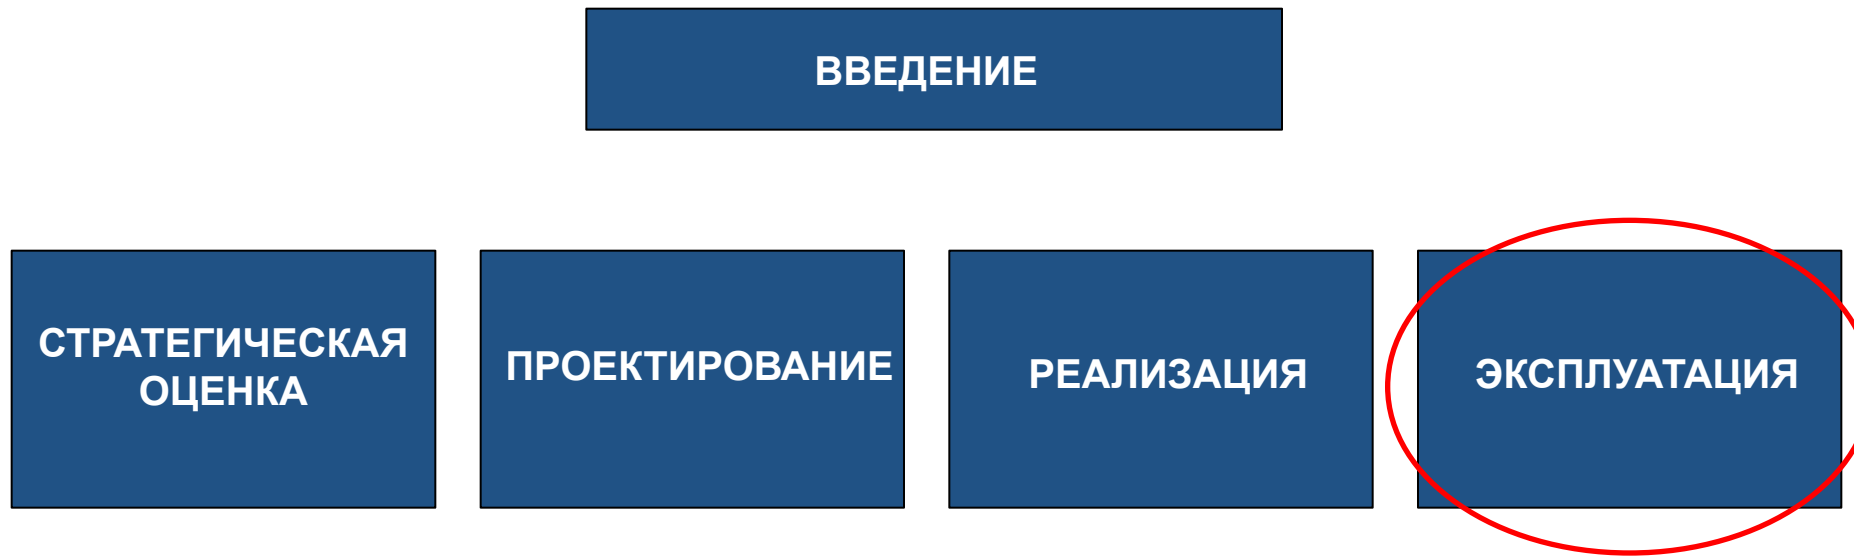 ВВЕДЕНИЕ
СТРАТЕГИЧЕСКАЯ
ОЦЕНКА
ПРОЕКТИРОВАНИЕ
РЕАЛИЗАЦИЯ
ЭКСПЛУАТАЦИЯ